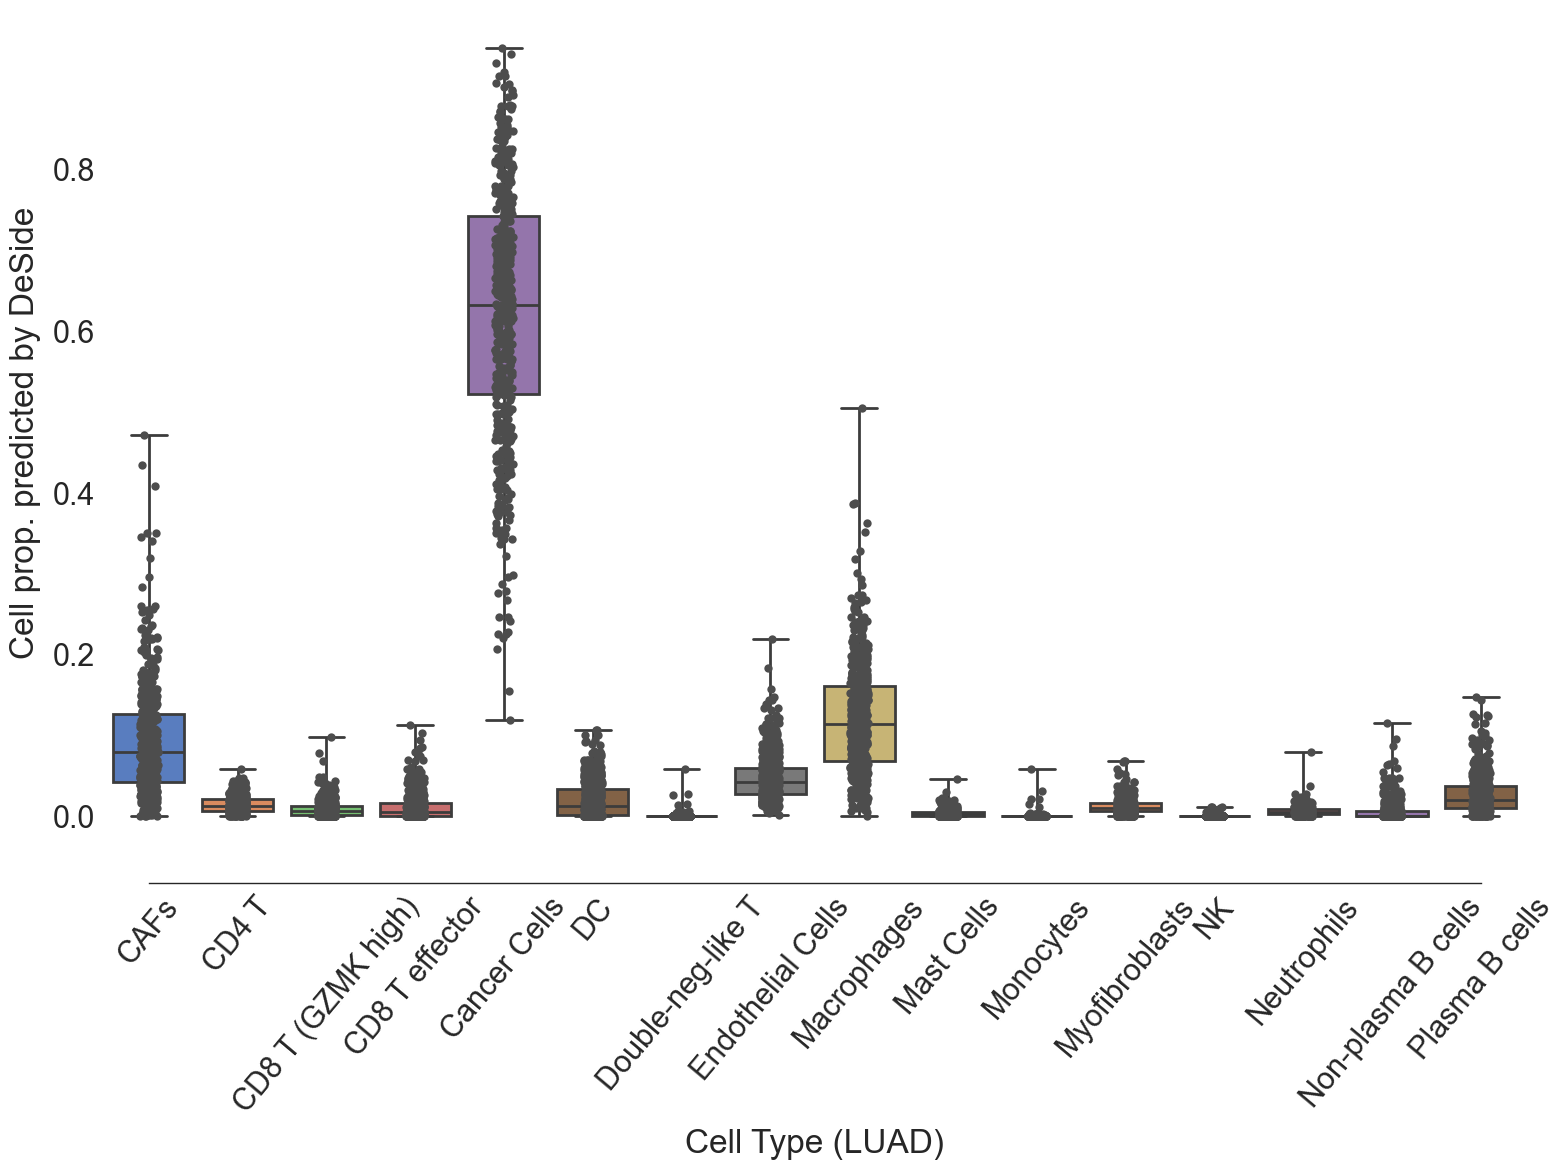 Cell prop. predicted by DeSide
0.8
0.6
0.4
0.2
0.0
CAFs
CD4 T
CD8 T (GZMK high)
CD8 T effector
Cancer Cells
DC
Double-neg-like T
Endothelial Cells
Macrophages
Mast Cells
Monocytes
Myofibroblasts
NK
Neutrophils
Non-plasma B cells
Plasma B cells
Cell Type (LUAD)